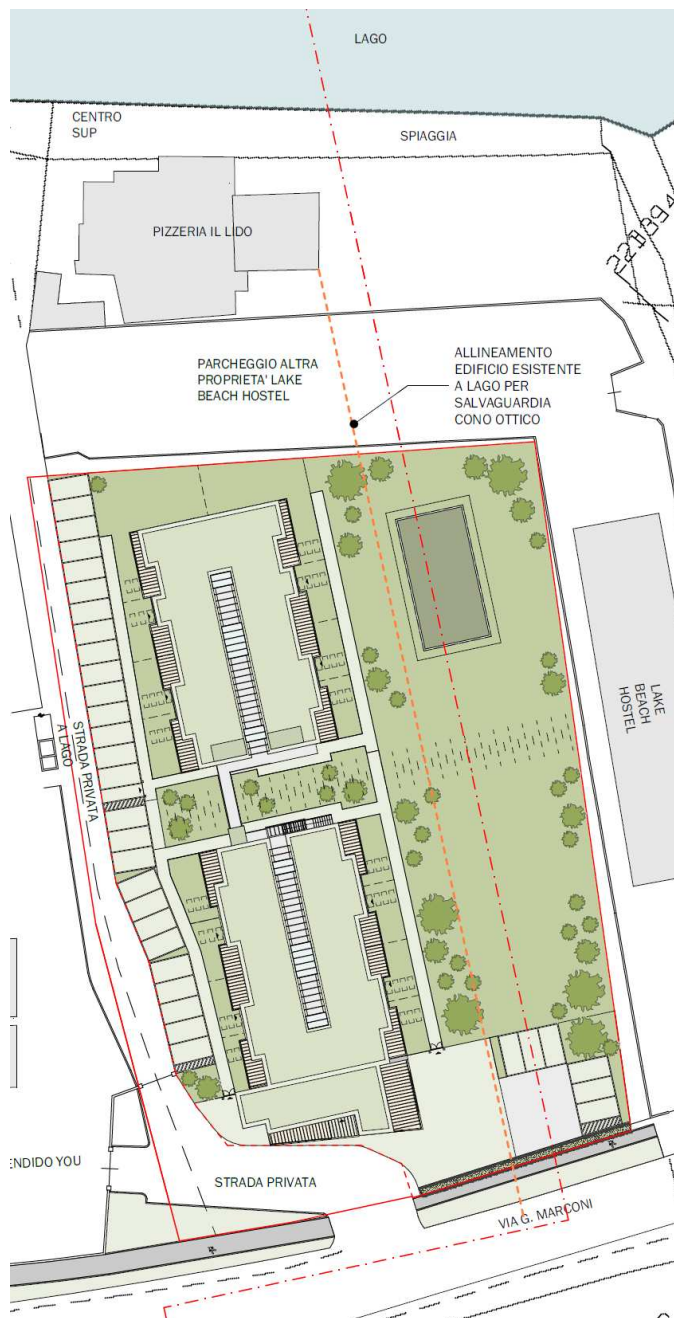 LAGO
CENTRO
SUP
SPIAGGIA
PIZZERIA IL LIDO
PARCHEGGIO ALTRA
PROPRIETA' LAKE
BEACH HOSTEL
ALLINEAMENTO
EDIFICIO ESISTENTE
A LAGO PER
SALVAGUARDIA
CONO OTTICO
LAKE
BEACH
HOSTEL
STRADA PRIVATA
A LAGO
ENDIDO YOU
STRADA PRIVATA
VIA G. MARCONI